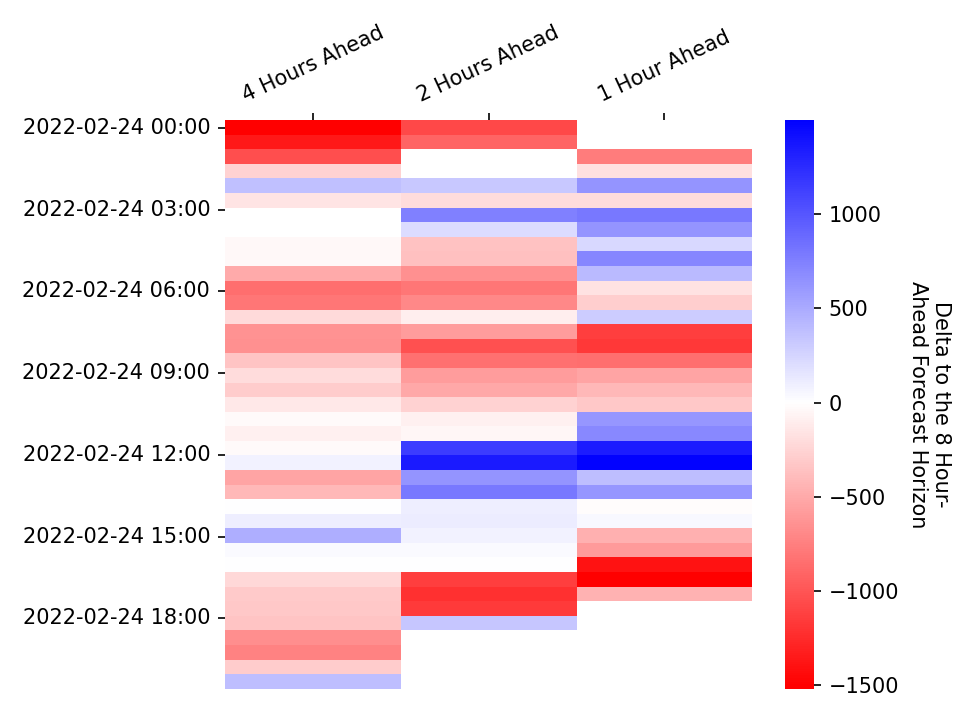 4 Hours Ahead
2 Hours Ahead
1 Hour Ahead
2022-02-24 00:00
2022-02-24 03:00
2022-02-24 06:00
2022-02-24 09:00
2022-02-24 12:00
2022-02-24 15:00
2022-02-24 18:00
1000
500
0
−500
−1000
−1500
Delta to the 8 Hour-
Ahead Forecast Horizon